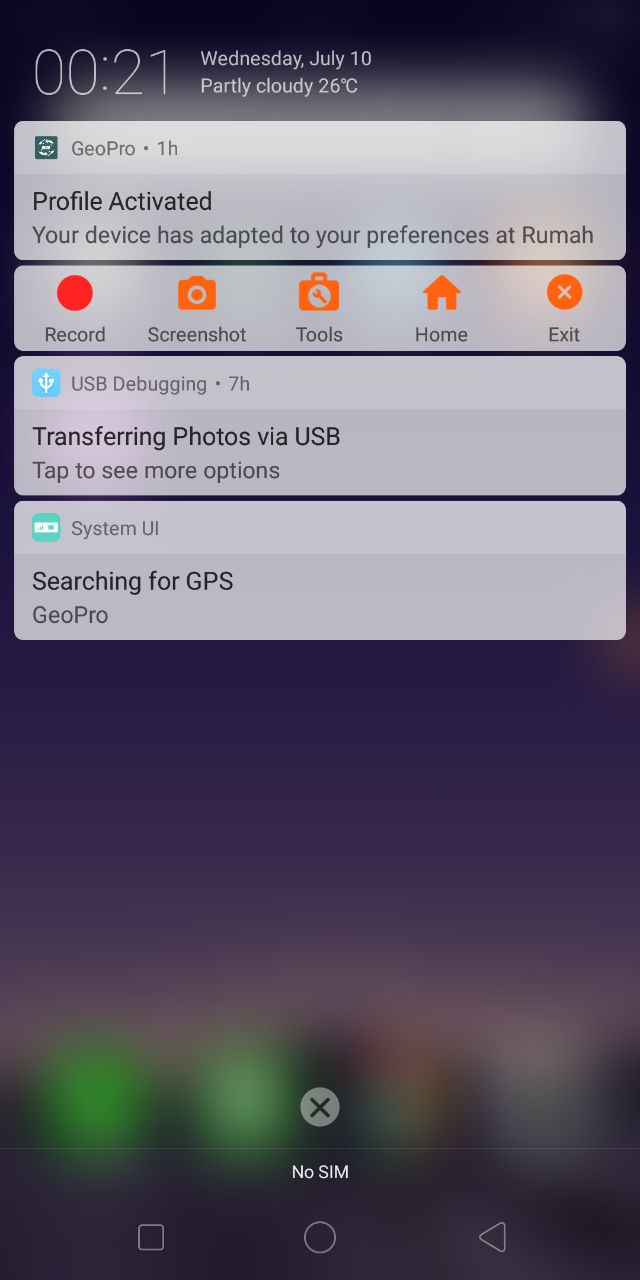 00:21
Wednesday, July 10
Partly cloudy 26℃
GeoPro • 1h
Profile Activated
Your device has adapted to your preferences at Rumah
Record Screenshot Tools Home Exit
USB Debugging • 7h
Transferring Photos via USB
Tap to see more options
System UI
Searching for GPS
GeoPro
No SIM